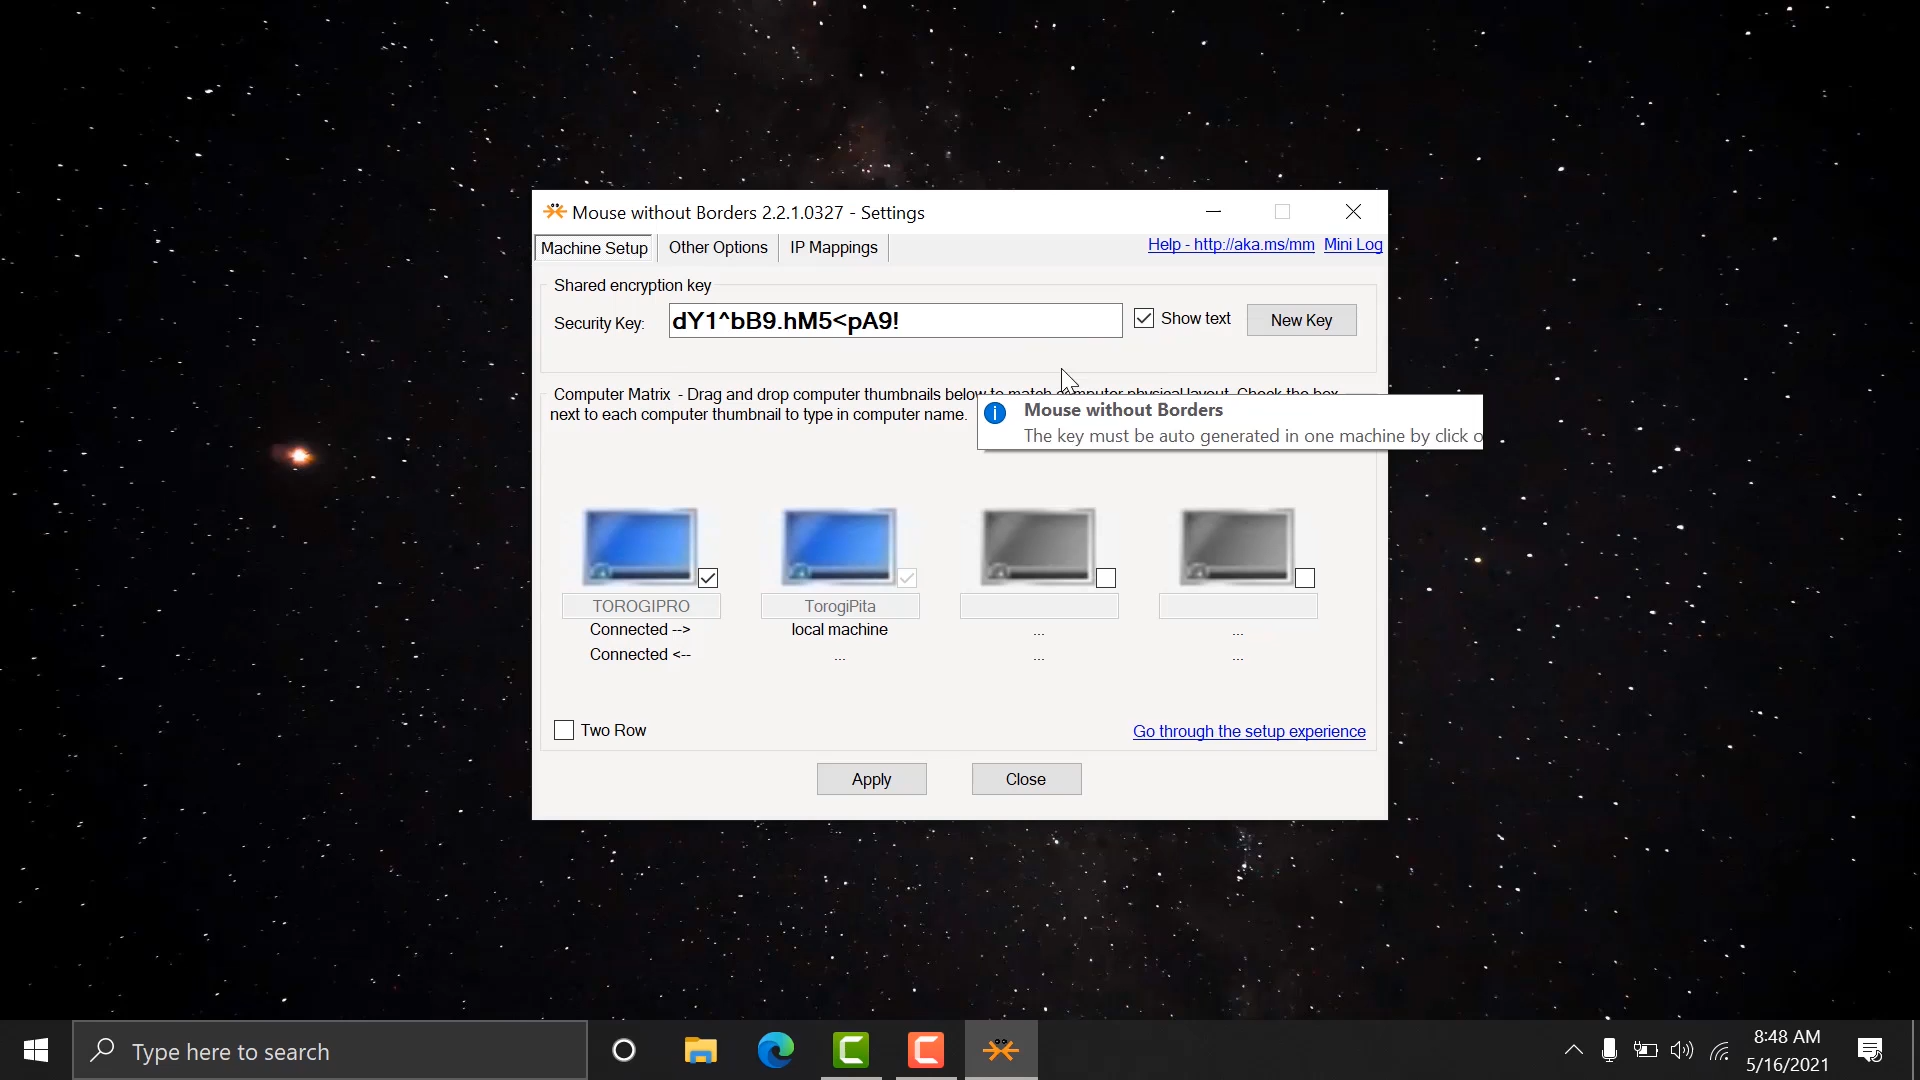 Mouse without Borders 2.2.1.0327 - Settings
Machine Setup Other Options IP Mappings Help - http://aka.ms/mm Mini Log
Shared encryption key
Security Key: dY1^bB9.hM5<pA9! Show text New Key
Computer Matrix - Drag and drop computer thumbnails below to match computer physical layout. Check the box
next to each computer thumbnail to type in computer name.
Mouse without Borders
The key must be auto generated in one machine by click o
TOROGIPRO TorogiPita
Connected --> local machine ... ...
Connected <-- ... ... ...
Two Row Go through the setup experience
Apply Close
Type here to search
8:48 AM
5/16/2021